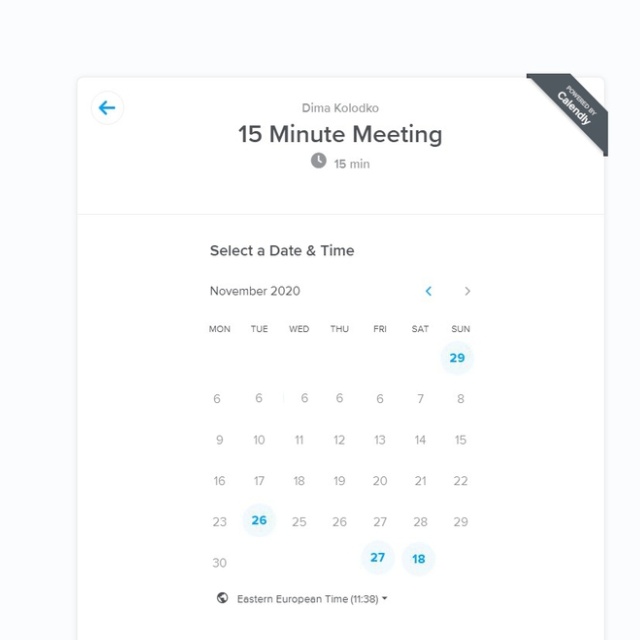 Dima Kolodko
POWERED BY
Calendly
15 Minute Meeting
15 min
Select a Date & Time
November 2020
MON TUE WED THU FRI SAT SUN
29
6 6 6 6 6 7 8
9 10 11 12 13 14 15
16 17 18 19 20 21 22
23 26 25 26 27 28 29
30 27 18
Eastern European Time (11:38)